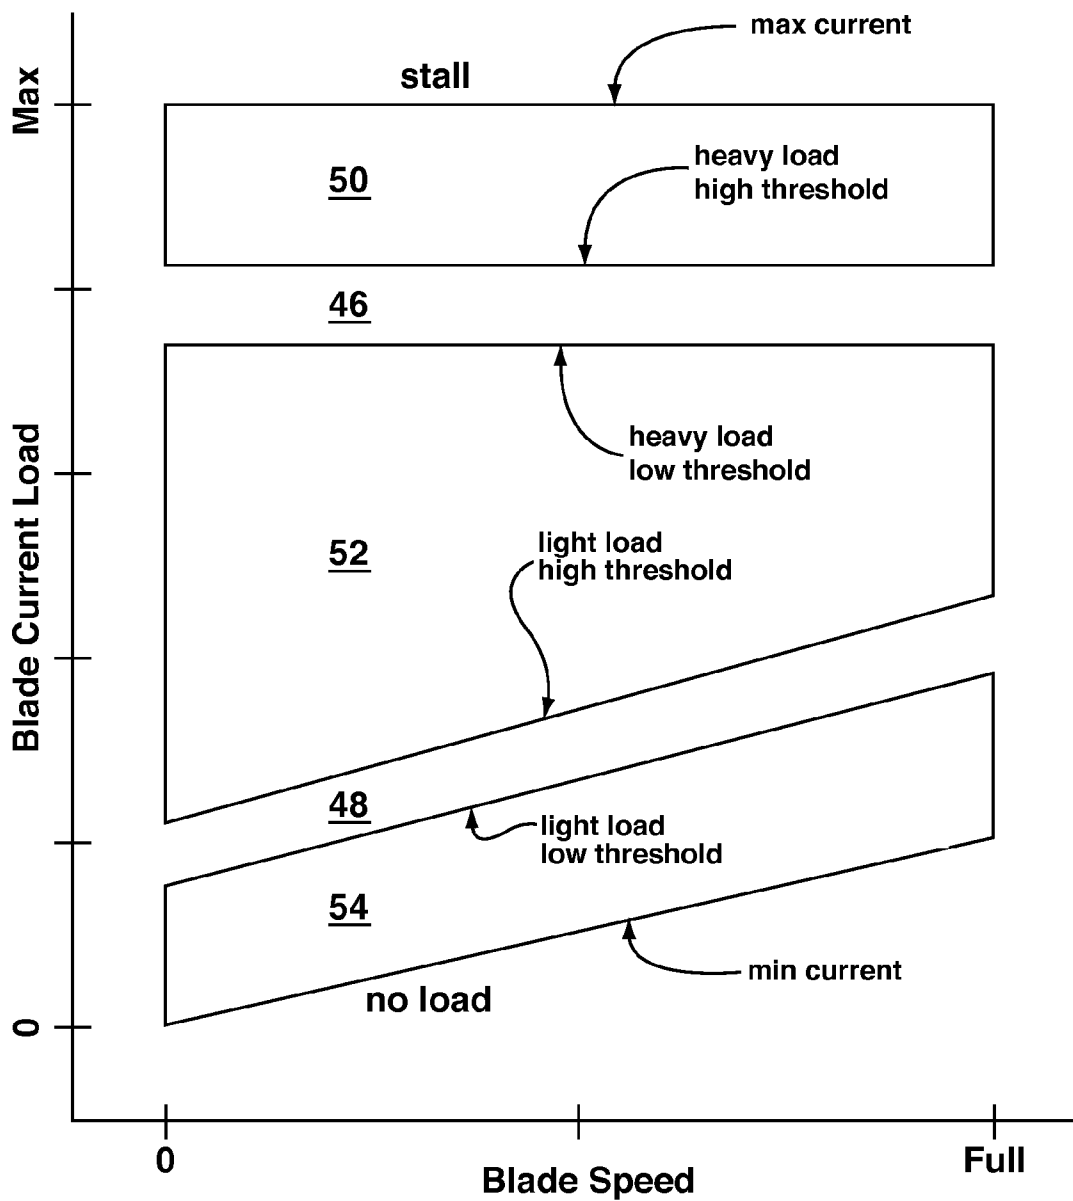 max current
stall
Max
heavy load
high threshold
50
46
heavy load
low threshold
Blade Current Load
light load
high threshold
52
48
light load
low threshold
54
min current
no load
0
0
Full
Blade Speed